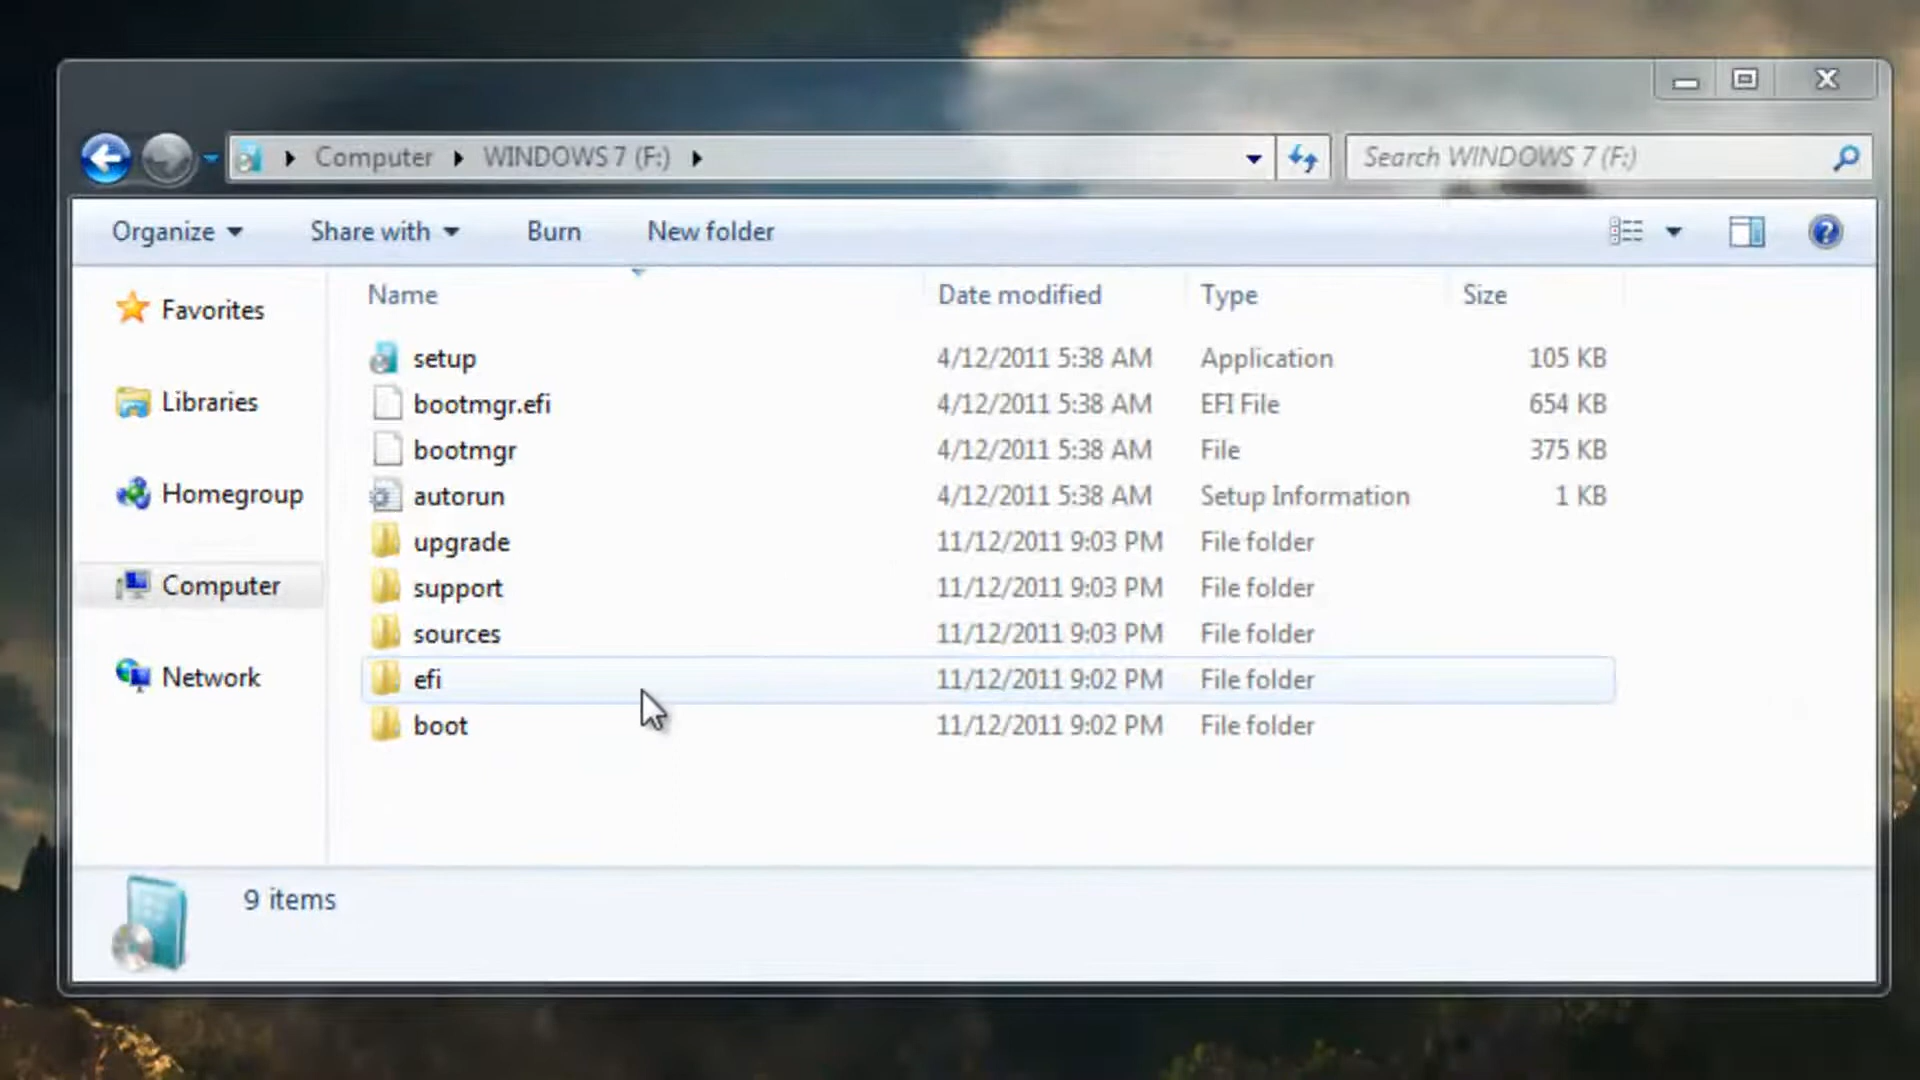 Computer WINDOWS 7 (F:) Search WINDOWS 7 (F:)
Organize Share with Burn New folder
Name Date modified Type Size
Favorites
Libraries
Homegroup
Computer
Network
setup 4/12/2011 5:38 AM Application 105 KB
bootmgr.efi 4/12/2011 5:38 AM EFI File 654 KB
bootmgr 4/12/2011 5:38 AM File 375 KB
autorun 4/12/2011 5:38 AM Setup Information 1 KB
upgrade 11/12/2011 9:03 PM File folder
support 11/12/2011 9:03 PM File folder
sources 11/12/2011 9:03 PM File folder
efi 11/12/2011 9:02 PM File folder
boot 11/12/2011 9:02 PM File folder
9 items